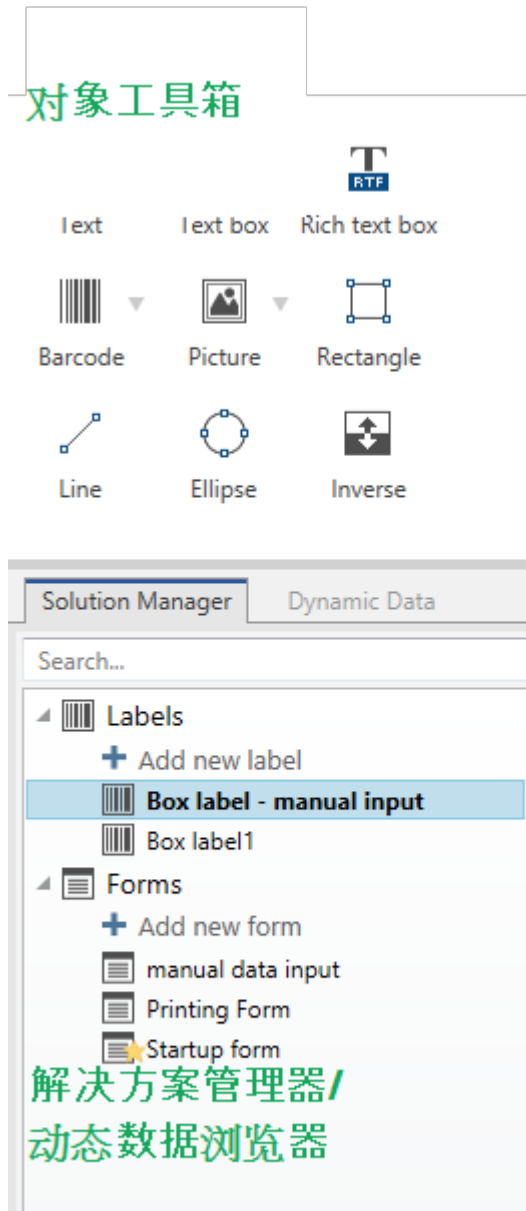 对象工具箱
RTF
Text Text box Rich text box
Barcode Picture Rectangle
Line Ellipse Inverse
Solution Manager Dynamic Data
Search...
Labels
Add new label
Box label - manual input
Box label1
Forms
Add new form
manual data input
Printing Form
Startup form
解决方案管理器/
动态数据浏览器